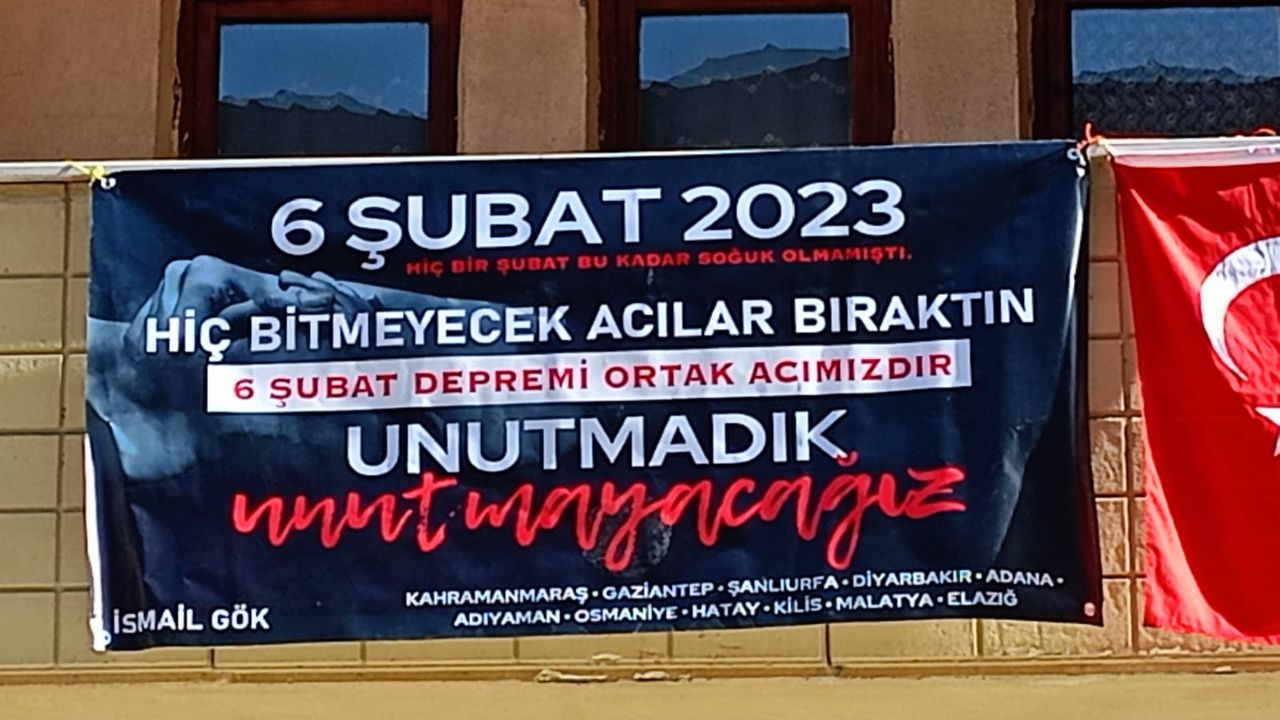 6 ŞUBAT 2023
HİÇ BİR ŞUBAT BU KADAR SOĞUK OLMAMIŞTI.
HİÇ BİTMEYECEK ACILAR BIRAKTIN
6 ŞUBAT DEPREMİ ORTAK ACIMIZDIR
UNUTMADIK
unutmayacağız
KAHRAMANMARAŞ • GAZİANTEP • ŞANLIURFA • DİYARBAKIR • ADANA •
ADIYAMAN • OSMANİYE • HATAY • KİLİS • MALATYA • ELAZIĞ
İSMAİL GÖK